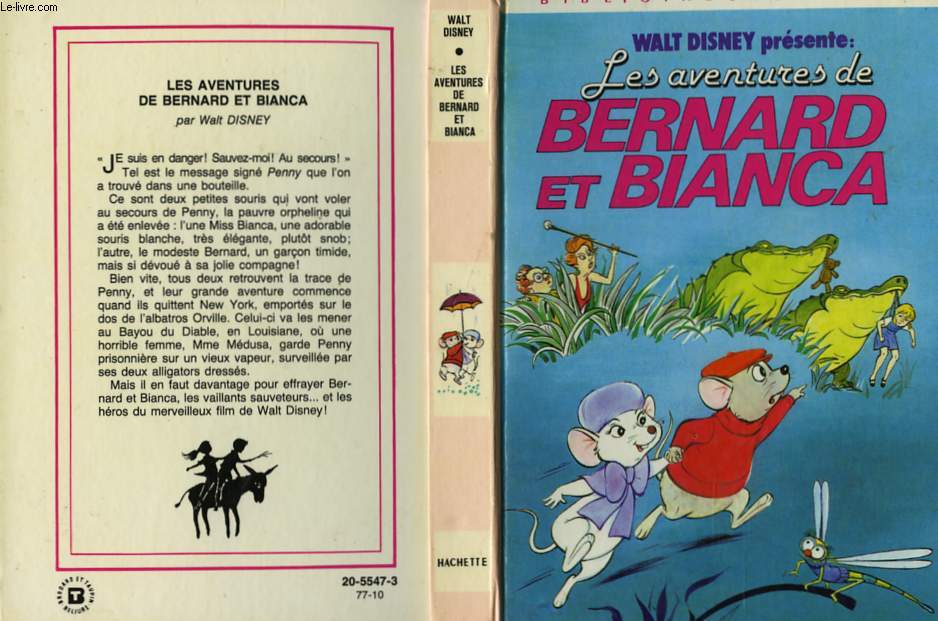 Le-livre.com
LES AVENTURES
DE BERNARD ET BIANCA
par Walt DISNEY
« JE suis en danger! Sauvez-moi! Au secours! »
Tel est le message signé Penny que l'on
a trouvé dans une bouteille.
Ce sont deux petites souris qui vont voler
au secours de Penny, la pauvre orpheline qui
a été enlevée : l'une Miss Bianca, une adorable
souris blanche, très élégante, plutôt snob;
l'autre, le modeste Bernard, un garçon timide,
mais si dévoué à sa jolie compagne!
Bien vite, tous deux retrouvent la trace de
Penny, et leur grande aventure commence
quand ils quittent New York, emportés sur le
dos de l'albatros Orville. Celui-ci va les mener
au Bayou du Diable, en Louisiane, où une
horrible femme, Mme Médusa, garde Penny
prisonnière sur un vieux vapeur, surveillée par
ses deux alligators dressés.
Mais il en faut davantage pour effrayer Ber-
nard et Bianca, les vaillants sauveteurs... et les
héros du merveilleux film de Walt Disney!
BRODARD ET TAUPIN
RELIURE
20-5547-3
77-10
WALT
DISNEY
•
LES
AVENTURES
DE
BERNARD
ET
BIANCA
HACHETTE
WALT DISNEY présente:
Les aventures de
BERNARD
ET BIANCA